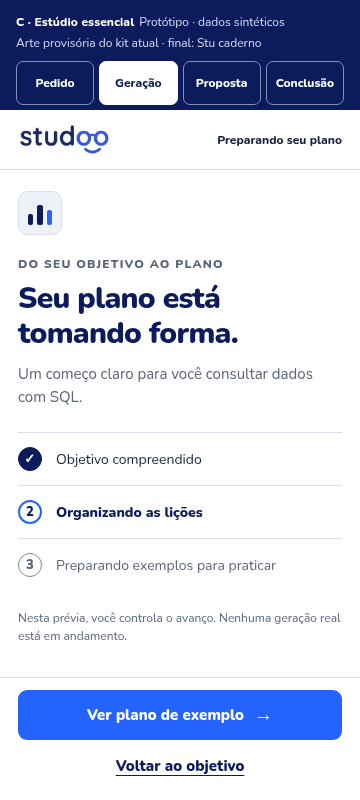 C · Estúdio essencial Protótipo · dados sintéticos
Arte provisória do kit atual · final: Stu caderno
Pedido
Geração
Proposta
Conclusão
studoo
Preparando seu plano
DO SEU OBJETIVO AO PLANO
Seu plano está
tomando forma.
Um começo claro para você consultar dados
com SQL.
✓ Objetivo compreendido
2 Organizando as lições
3 Preparando exemplos para praticar
Nesta prévia, você controla o avanço. Nenhuma geração real
está em andamento.
Ver plano de exemplo →
Voltar ao objetivo